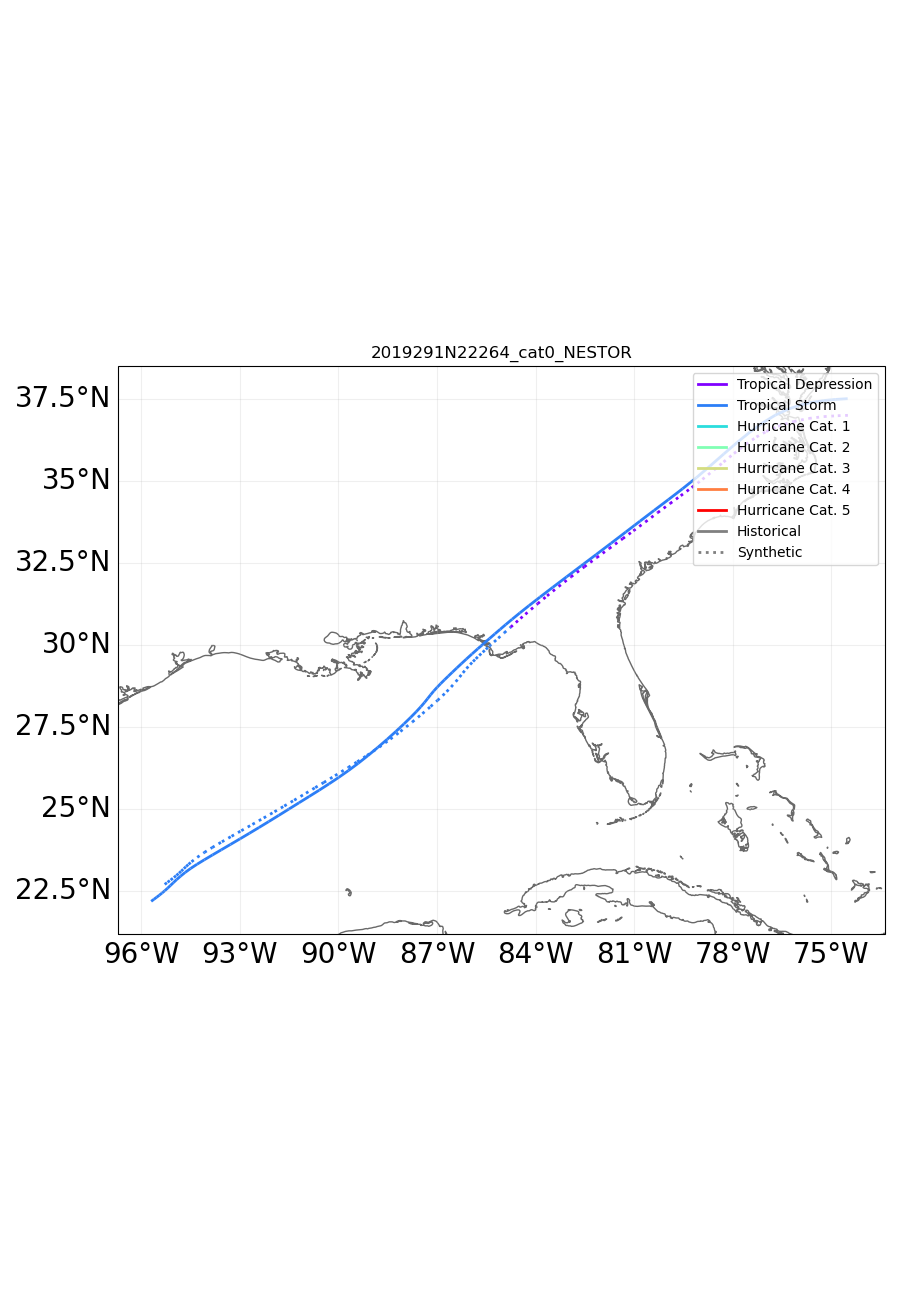 2019291N22264_cat0_NESTOR
Tropical Depression
Tropical Storm
Hurricane Cat. 1
Hurricane Cat. 2
Hurricane Cat. 3
Hurricane Cat. 4
Hurricane Cat. 5
Historical
Synthetic
37.5°N
35°N
32.5°N
30°N
27.5°N
25°N
22.5°N
96°W 93°W 90°W 87°W 84°W 81°W 78°W 75°W